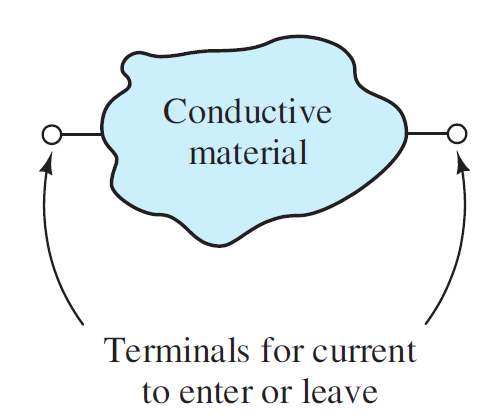 Conductive
material
Terminals for current
to enter or leave